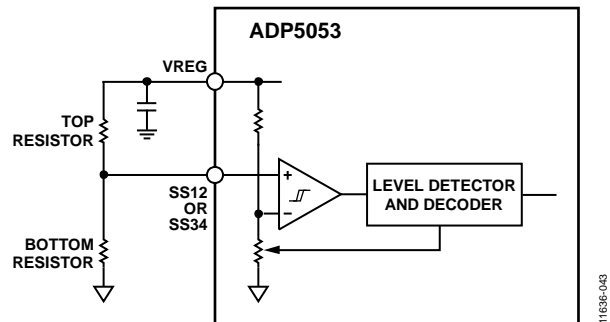 ADP5053
VREG
TOP
RESISTOR
+
SS12
OR
SS34
−
LEVEL DETECTOR
AND DECODER
BOTTOM
RESISTOR
11636-043